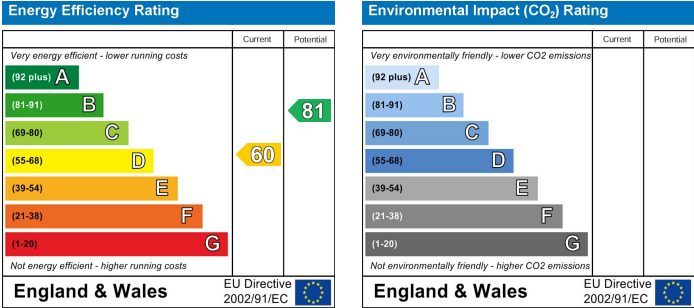 Energy Efficiency Rating
Current Potential
Very energy efficient - lower running costs
(92 plus) A
(81-91) B
81
(69-80) C
(55-68) D
60
(39-54) E
(21-38) F
(1-20) G
Not energy efficient - higher running costs
England & Wales
EU Directive
2002/91/EC
Environmental Impact (CO₂) Rating
Current Potential
Very environmentally friendly - lower CO2 emissions
(92 plus) A
(81-91) B
(69-80) C
(55-68) D
(39-54) E
(21-38) F
(1-20) G
Not environmentally friendly - higher CO2 emissions
England & Wales
EU Directive
2002/91/EC